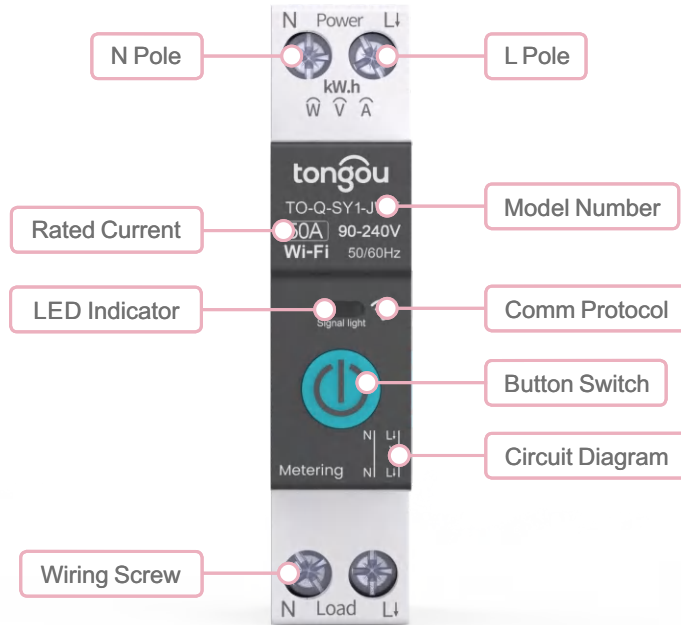 N Power L↓
N Pole
L Pole
kW.h
W V A
tongou
TO-Q-SY1-J
Model Number
Rated Current
0A 90-240V
Wi-Fi 50/60Hz
LED Indicator
Comm Protocol
Signal light
Button Switch
N L↓
Circuit Diagram
Metering N L↓
Wiring Screw
N Load L↓